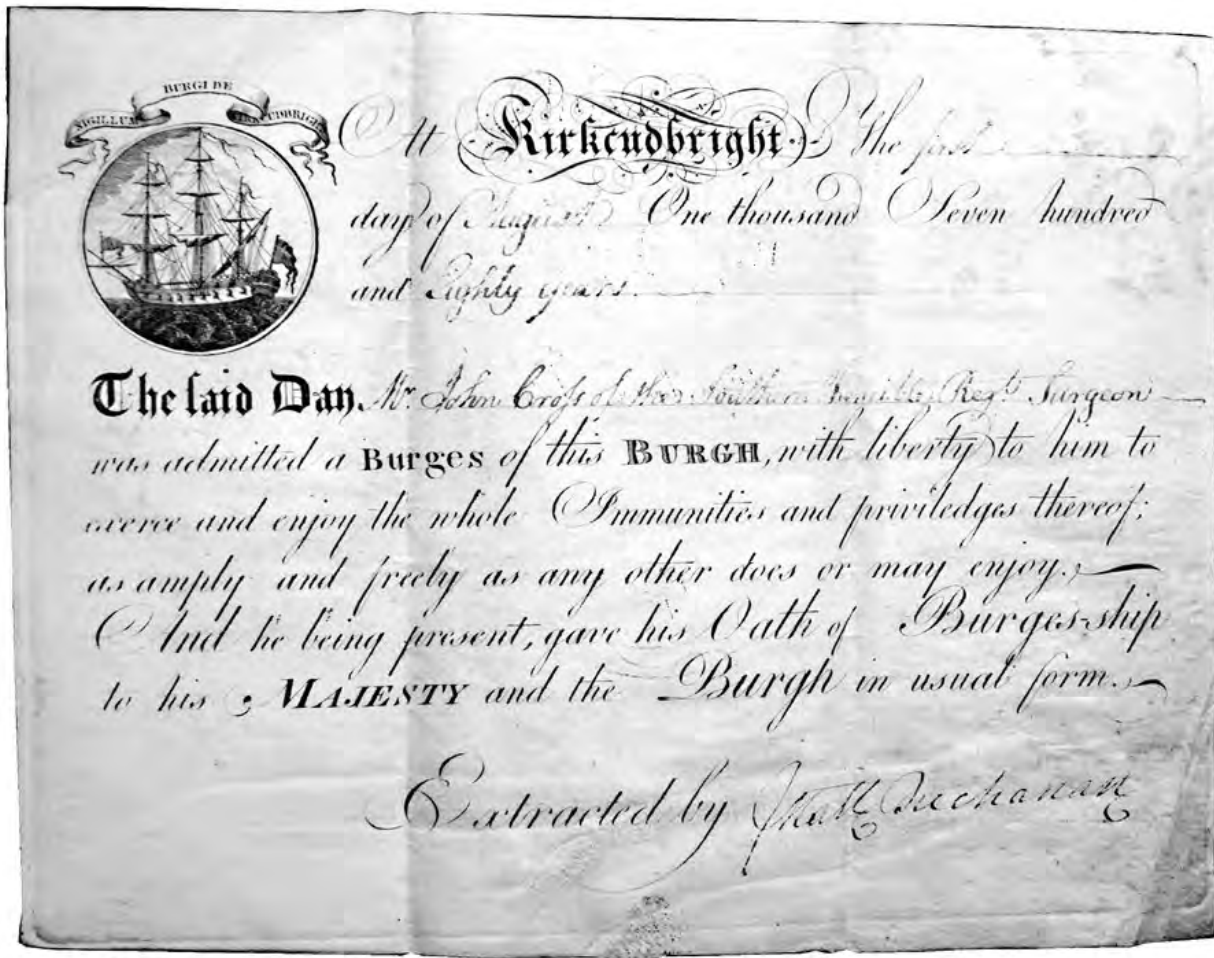 SIGILLUM BURGI DE KIRKCUDBRIGHT
At Kirkcudbright The first
day of August One thousand Seven hundred
and Eighty years
The said Day, Mr. John Cross of the Southern Fencible Regt. Surgeon
was admitted a Burges of this BURGH, with liberty to him to
exerce and enjoy the whole Immunities and priviledges thereof;
as amply and freely as any other does or may enjoy.
And he being present, gave his Oath of Burges-ship
to his MAJESTY and the Burgh in usual form.
Extracted by Buchanan